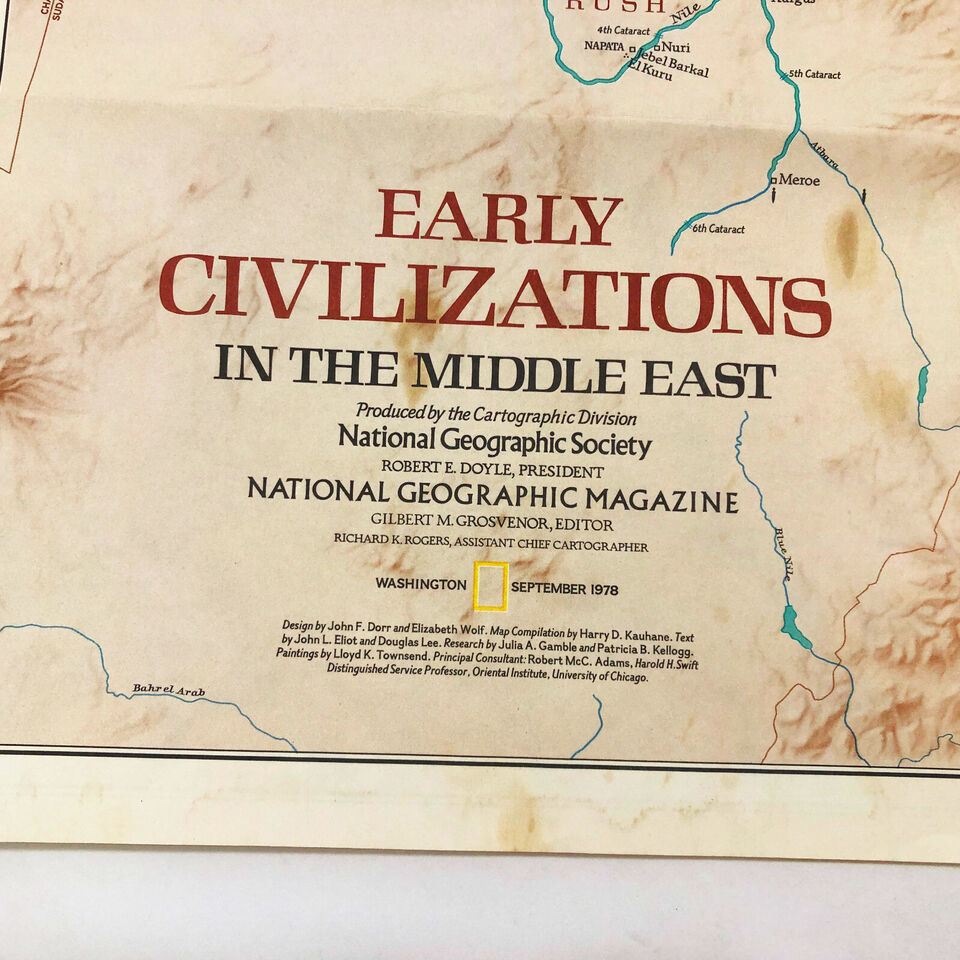 KUSH
Nile
4th Cataract
NAPATA
Nuri
Jebel Barkal
El Kuru
5th Cataract
Atbara
Meroe
6th Cataract
EARLY
CIVILIZATIONS
IN THE MIDDLE EAST
Produced by the Cartographic Division
National Geographic Society
ROBERT E. DOYLE, PRESIDENT
NATIONAL GEOGRAPHIC MAGAZINE
GILBERT M. GROSVENOR, EDITOR
RICHARD K. ROGERS, ASSISTANT CHIEF CARTOGRAPHER
WASHINGTON SEPTEMBER 1978
Blue Nile
Design by John F. Dorr and Elizabeth Wolf. Map Compilation by Harry D. Kauhane. Text
by John L. Eliot and Douglas Lee. Research by Julia A. Gamble and Patricia B. Kellogg.
Paintings by Lloyd K. Townsend. Principal Consultant: Robert McC. Adams, Harold H. Swift
Distinguished Service Professor, Oriental Institute, University of Chicago.
Bahr el Arab